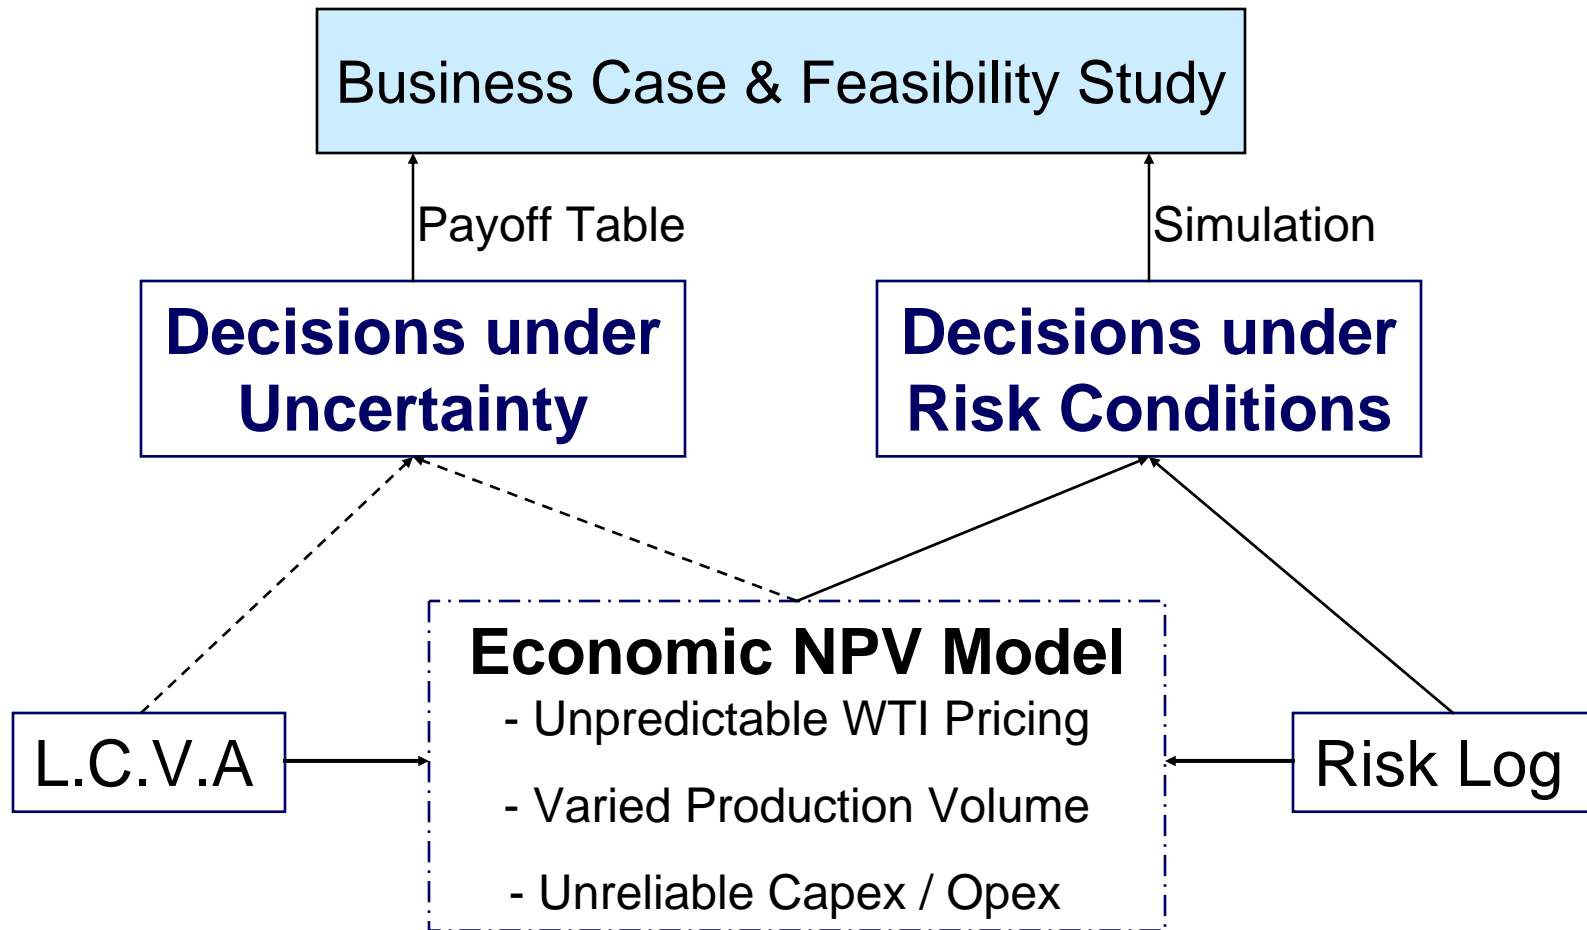 Business Case & Feasibility Study
Payoff Table
Simulation
Decisions under
Uncertainty
Decisions under
Risk Conditions
Economic NPV Model
- Unpredictable WTI Pricing
- Varied Production Volume
- Unreliable Capex / Opex
L.C.V.A
Risk Log